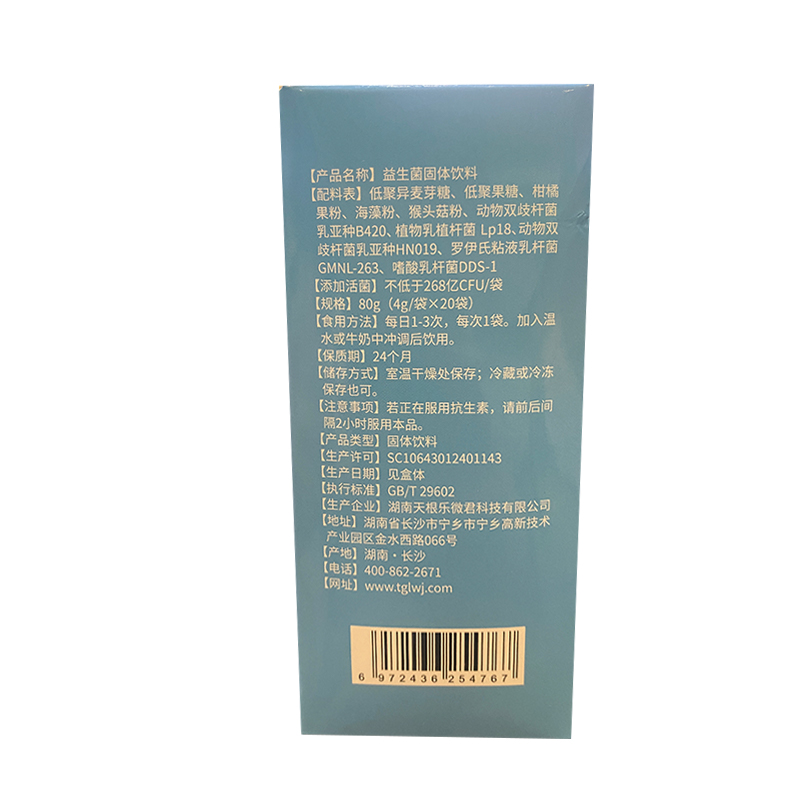 【产品名称】益生菌固体饮料
【配料表】低聚异麦芽糖、低聚果糖、柑橘
果粉、海藻粉、猴头菇粉、动物双歧杆菌
乳亚种B420、植物乳植杆菌 Lp18、动物双
歧杆菌乳亚种HN019、罗伊氏粘液乳杆菌
GMNL-263、嗜酸乳杆菌DDS-1
【添加活菌】不低于268亿CFU/袋
【规格】80g（4g/袋×20袋）
【食用方法】每日1-3次，每次1袋。加入温
水或牛奶中冲调后饮用。
【保质期】24个月
【储存方式】室温干燥处保存；冷藏或冷冻
保存也可。
【注意事项】若正在服用抗生素，请前后间
隔2小时服用本品。
【产品类型】固体饮料
【生产许可】SC10643012401143
【生产日期】见盒体
【执行标准】GB/T 29602
【生产企业】湖南天根乐微君科技有限公司
【地址】湖南省长沙市宁乡市宁乡高新技术
产业园区金水西路066号
【产地】湖南·长沙
【电话】400-862-2671
【网址】www.tglwj.com
6 972436 254767